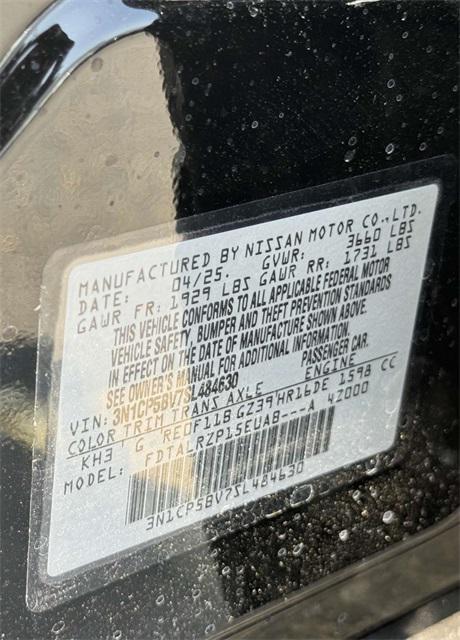 MANUFACTURED BY NISSAN MOTOR CO.,LTD.
DATE: 04/25. GVWR: 3660 LBS
GAWR FR: 1929 LBS GAWR RR: 1731 LBS
THIS VEHICLE CONFORMS TO ALL APPLICABLE FEDERAL MOTOR
VEHICLE SAFETY, BUMPER AND THEFT PREVENTION STANDARDS
IN EFFECT ON THE DATE OF MANUFACTURE SHOWN ABOVE.
SEE OWNER'S MANUAL FOR ADDITIONAL INFORMATION.
VIN: 3N1CP5BV7SL484630 PASSENGER CAR.
COLOR TRIM TRANS AXLE ENGINE
KH3 G RE0F11B GZ39 HR16DE 1598 CC
MODEL: FDTALRZP15EUAB---A 42000
3N1CP5BV7SL484630